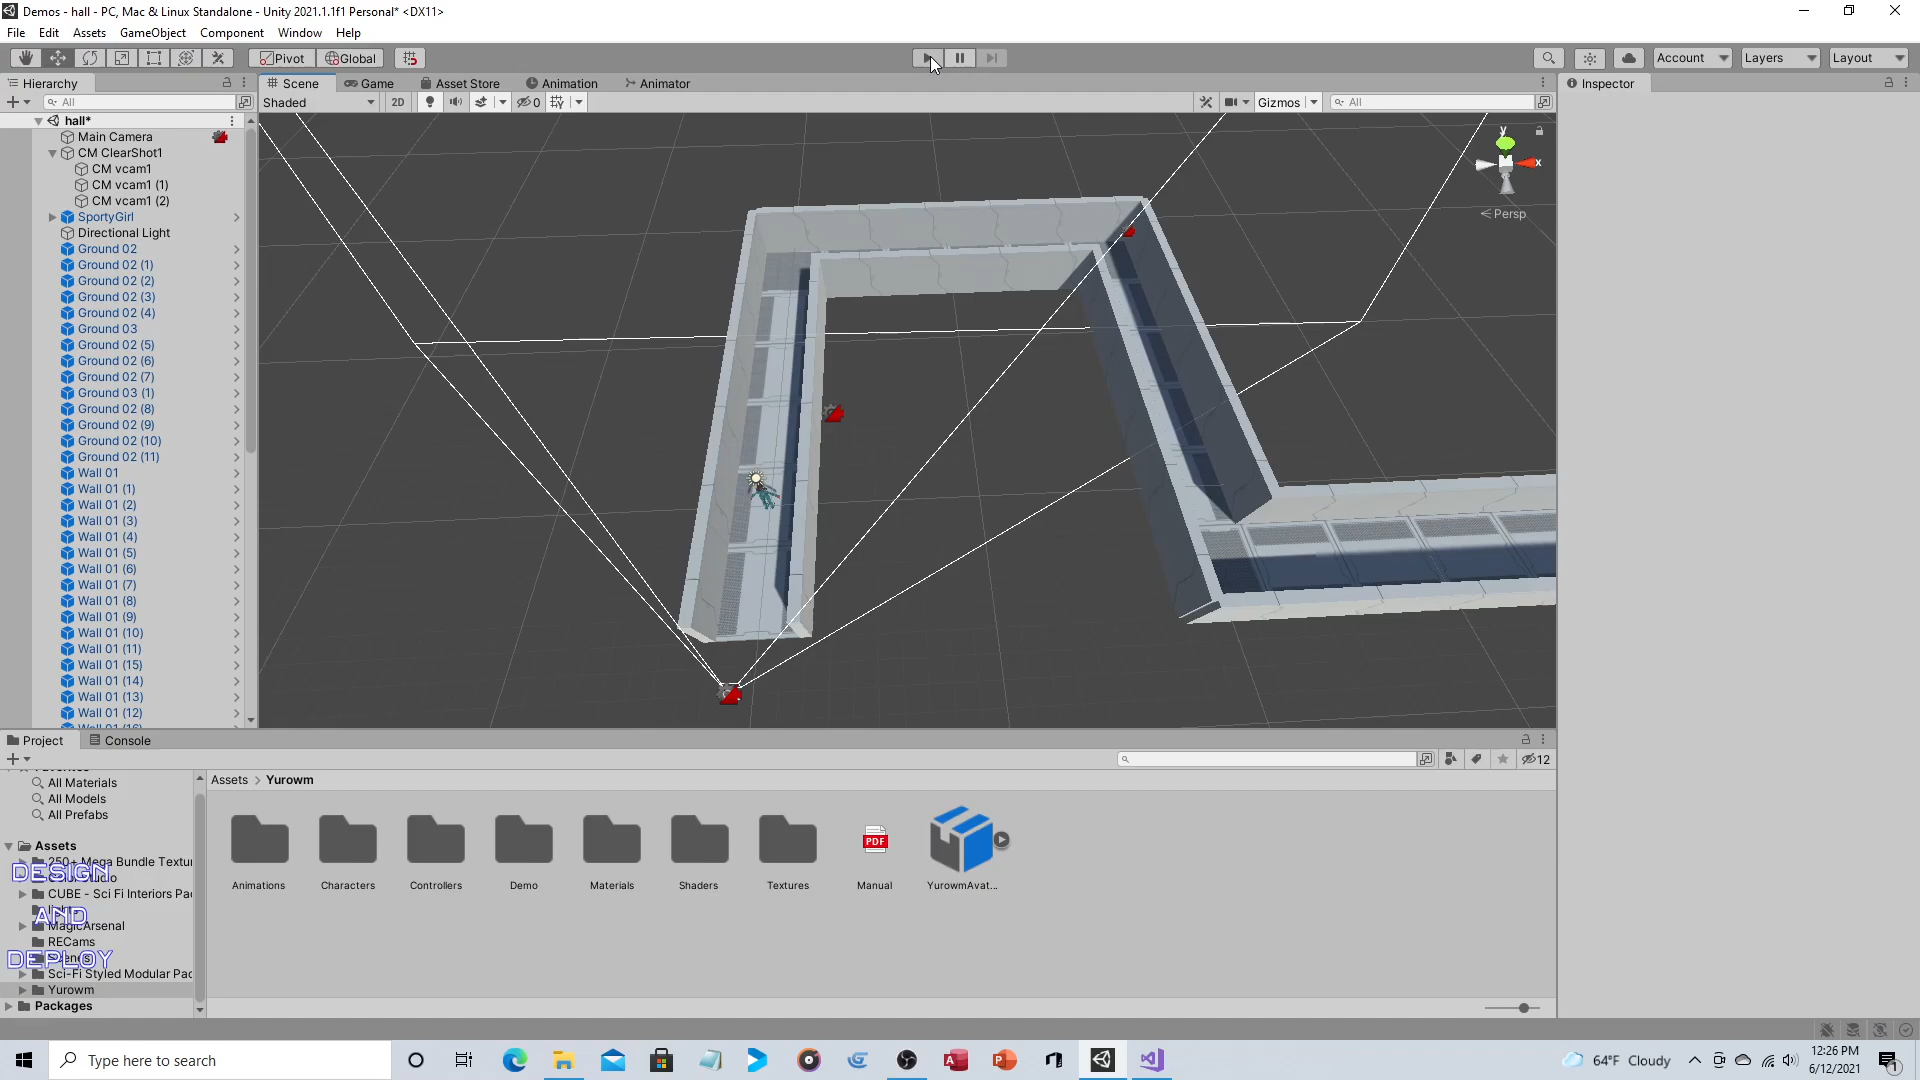 Demos - hall - PC, Mac & Linux Standalone - Unity 2021.1.1f1 Personal* <DX11>
File Edit Assets GameObject Component Window Help
Pivot Global Account Layers Layout
Hierarchy Scene Game Asset Store Animation Animator Inspector
All Shaded 2D 0 Gizmos All
hall*
Main Camera
CM ClearShot1
CM vcam1
CM vcam1 (1)
CM vcam1 (2)
SportyGirl
Directional Light
Ground 02
Ground 02 (1)
Ground 02 (2)
Ground 02 (3)
Ground 02 (4)
Ground 03
Ground 02 (5)
Ground 02 (6)
Ground 02 (7)
Ground 03 (1)
Ground 02 (8)
Ground 02 (9)
Ground 02 (10)
Ground 02 (11)
Wall 01
Wall 01 (1)
Wall 01 (2)
Wall 01 (3)
Wall 01 (4)
Wall 01 (5)
Wall 01 (6)
Wall 01 (7)
Wall 01 (8)
Wall 01 (9)
Wall 01 (10)
Wall 01 (11)
Wall 01 (15)
Wall 01 (14)
Wall 01 (13)
Wall 01 (12)
y
x
Persp
Project Console
12
All Materials
All Models
All Prefabs
Assets
250+ Mega Bundle Textur
CUBE - Sci Fi Interiors Pac
MagicArsenal
RECams
Sci-Fi Styled Modular Pac
Yurowm
Packages
DESIGN
AND
DEPLOY
Assets > Yurowm
PDF
Animations Characters Controllers Demo Materials Shaders Textures Manual YurowmAvat...
Type here to search
64°F Cloudy
12:26 PM
6/12/2021
1